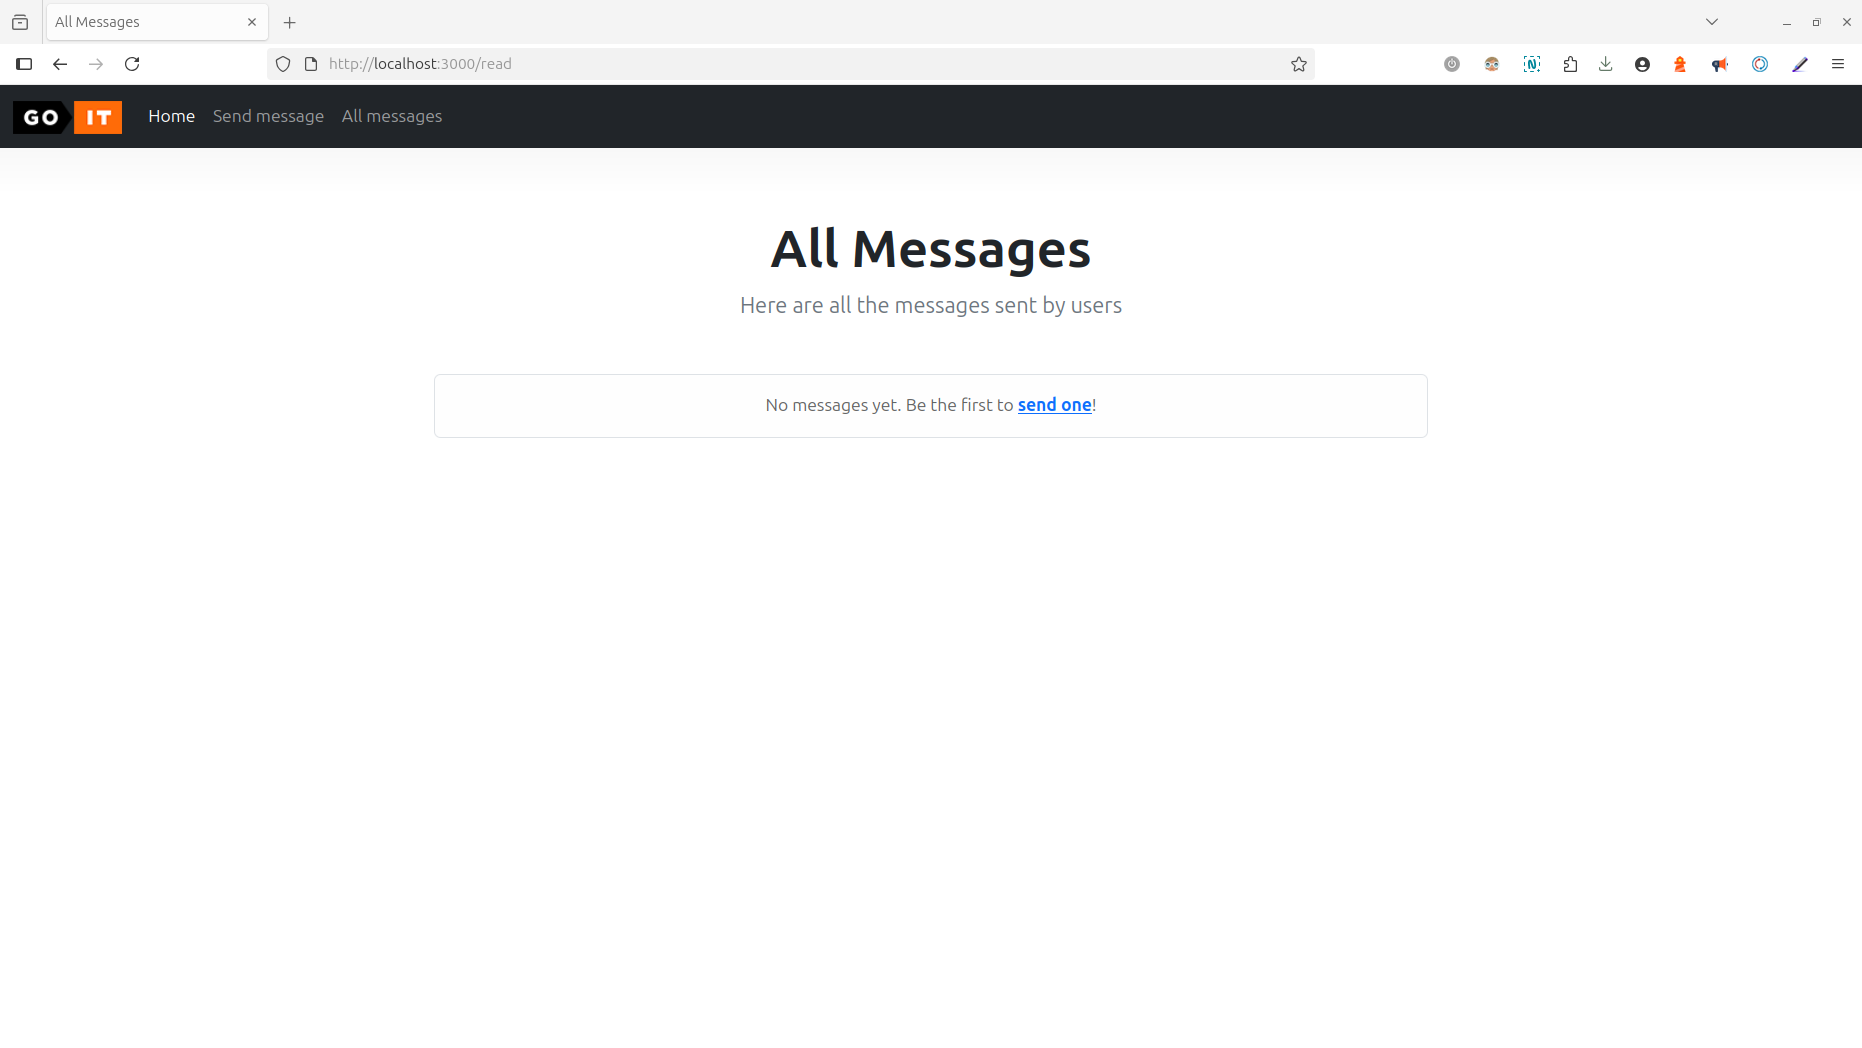 All Messages
http://localhost:3000/read
GO IT Home Send message All messages
All Messages
Here are all the messages sent by users
No messages yet. Be the first to send one!